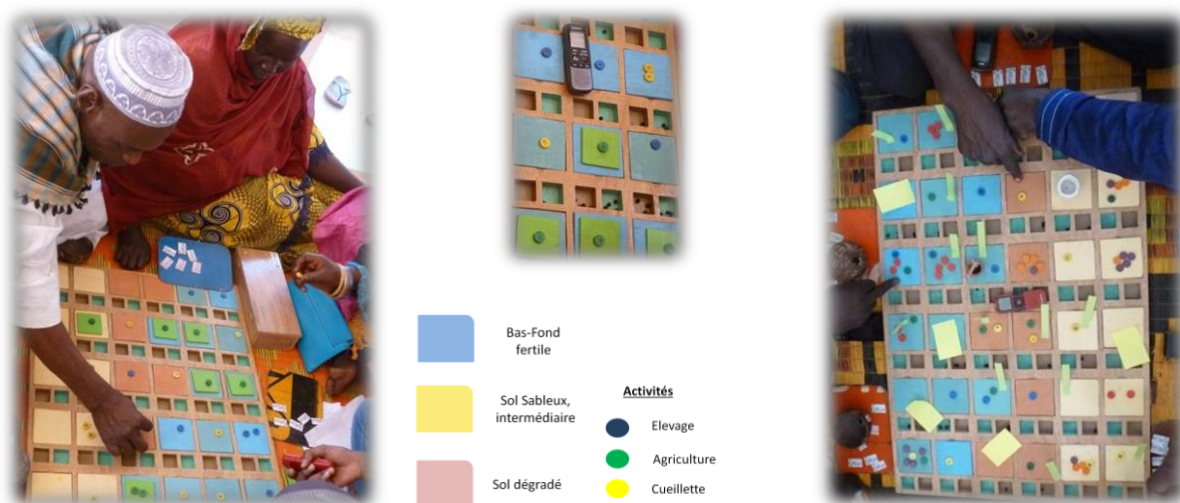 Bas-Fond
fertile
Sol Sableux,
intermédiaire
Sol dégradé
Activités
Elevage
Agriculture
Cueillette